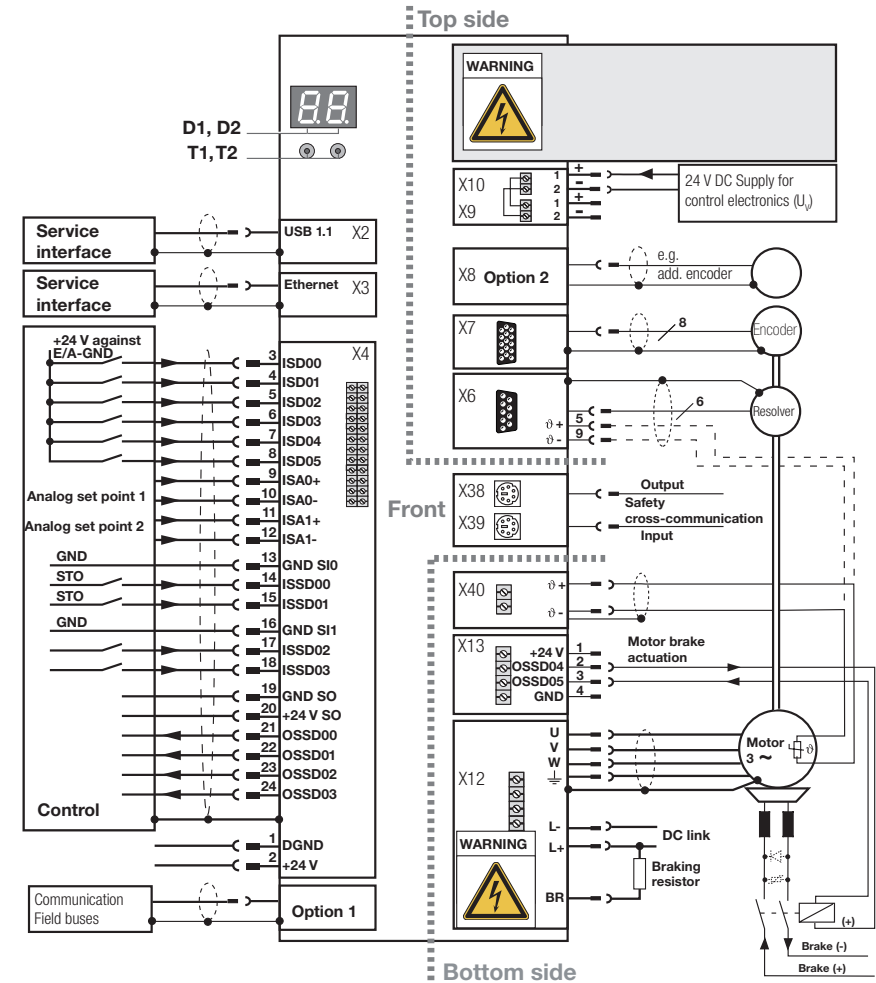 Top side
WARNING
D1, D2
T1, T2
X10
1
+
2
-
X9
1
+
2
-
24 V DC Supply for
control electronics (Uv)
Service
interface
USB 1.1
X2
X8
Option 2
e.g.
add. encoder
Service
interface
Ethernet
X3
X7
8
Encoder
Control
+24 V against
E/A-GND
X4
3
ISD00
4
ISD01
5
ISD02
6
ISD03
7
ISD04
8
ISD05
9
ISA0+
Analog set point 1
10
ISA0-
11
ISA1+
Analog set point 2
12
ISA1-
GND
13
GND SI0
STO
14
ISSD00
STO
15
ISSD01
GND
16
GND SI1
17
ISSD02
18
ISSD03
19
GND SO
20
+24 V SO
21
OSSD00
22
OSSD01
23
OSSD02
24
OSSD03
1
DGND
2
+24 V
Communication
Field buses
Option 1
X6
6
Resolver
ϑ +
5
ϑ -
9
Front
X38
Output
Safety
cross-communication
X39
Input
X40
ϑ +
ϑ -
X13
+24 V
1
OSSD04
2
OSSD05
3
GND
4
Motor brake
actuation
X12
U
V
W
Motor
3 ~
ϑ
L-
L+
DC link
WARNING
BR
Braking
resistor
(+)
Brake (-)
Brake (+)
Bottom side